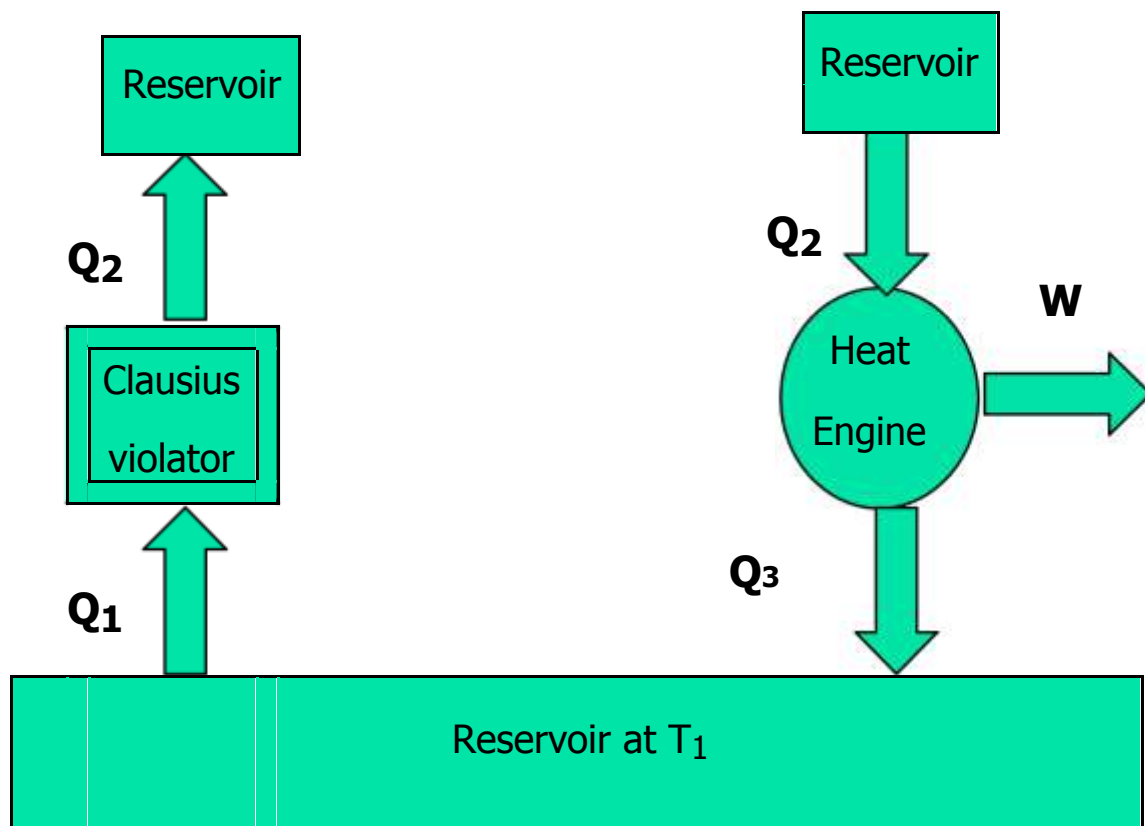 Reservoir
Reservoir
Q2
Q2
W
Clausius
violator
Heat
Engine
Q1
Q3
Reservoir at T1